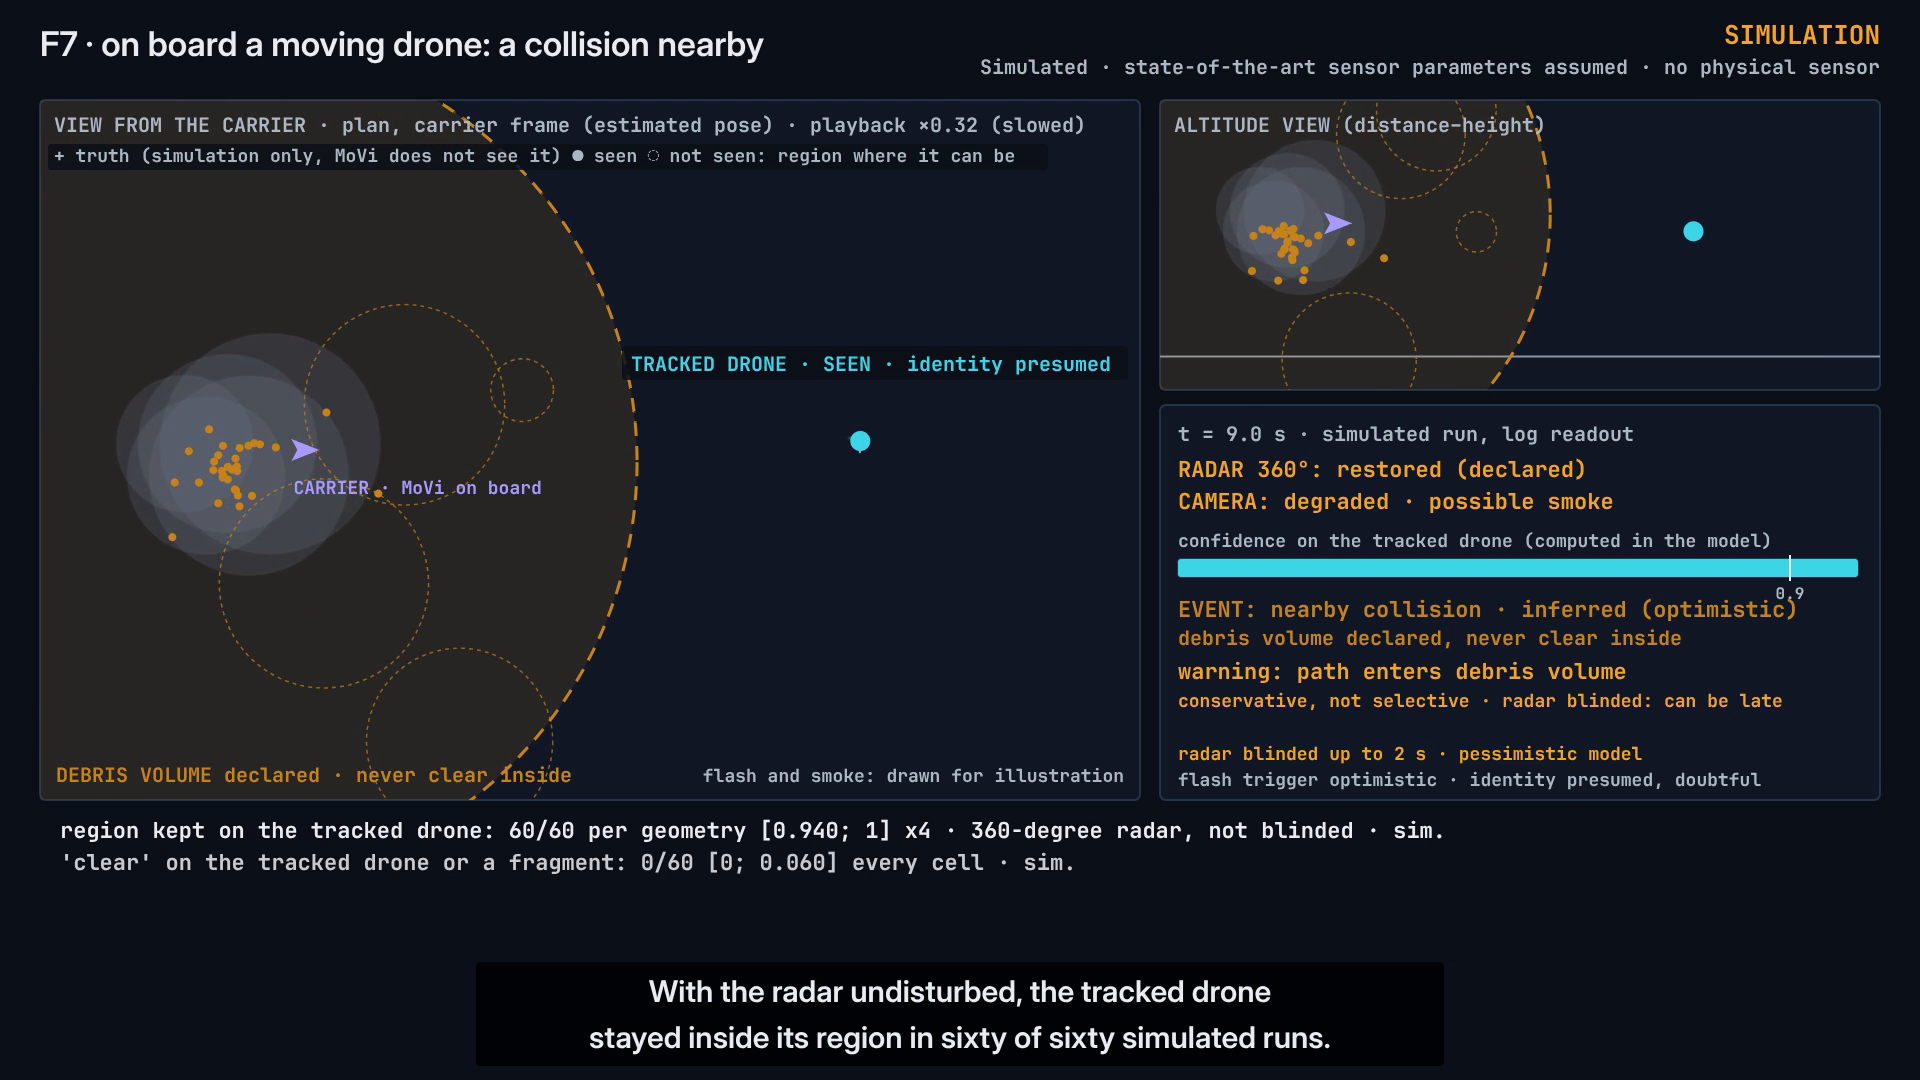 F7 · on board a moving drone: a collision nearby
SIMULATION
Simulated · state-of-the-art sensor parameters assumed · no physical sensor
VIEW FROM THE CARRIER · plan, carrier frame (estimated pose) · playback ×0.32 (slowed)
+ truth (simulation only, MoVi does not see it) ● seen ◌ not seen: region where it can be
TRACKED DRONE · SEEN · identity presumed
CARRIER · MoVi on board
DEBRIS VOLUME declared · never clear inside
flash and smoke: drawn for illustration
ALTITUDE VIEW (distance-height)
t = 9.0 s · simulated run, log readout
RADAR 360°: restored (declared)
CAMERA: degraded · possible smoke
confidence on the tracked drone (computed in the model)
0.9
EVENT: nearby collision · inferred (optimistic)
debris volume declared, never clear inside
warning: path enters debris volume
conservative, not selective · radar blinded: can be late
radar blinded up to 2 s · pessimistic model
flash trigger optimistic · identity presumed, doubtful
region kept on the tracked drone: 60/60 per geometry [0.940; 1] x4 · 360-degree radar, not blinded · sim.
'clear' on the tracked drone or a fragment: 0/60 [0; 0.060] every cell · sim.
With the radar undisturbed, the tracked drone
stayed inside its region in sixty of sixty simulated runs.